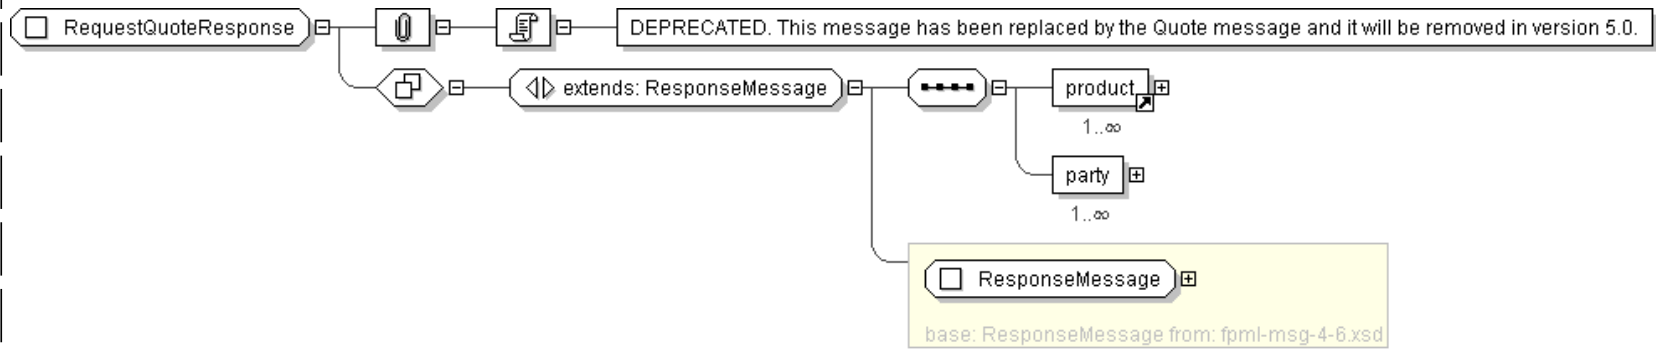 RequestQuoteResponse
DEPRECATED. This message has been replaced by the Quote message and it will be removed in version 5.0.
extends: ResponseMessage
product
1..∞
party
1..∞
ResponseMessage
base: ResponseMessage from: fpml-msg-4-6.xsd